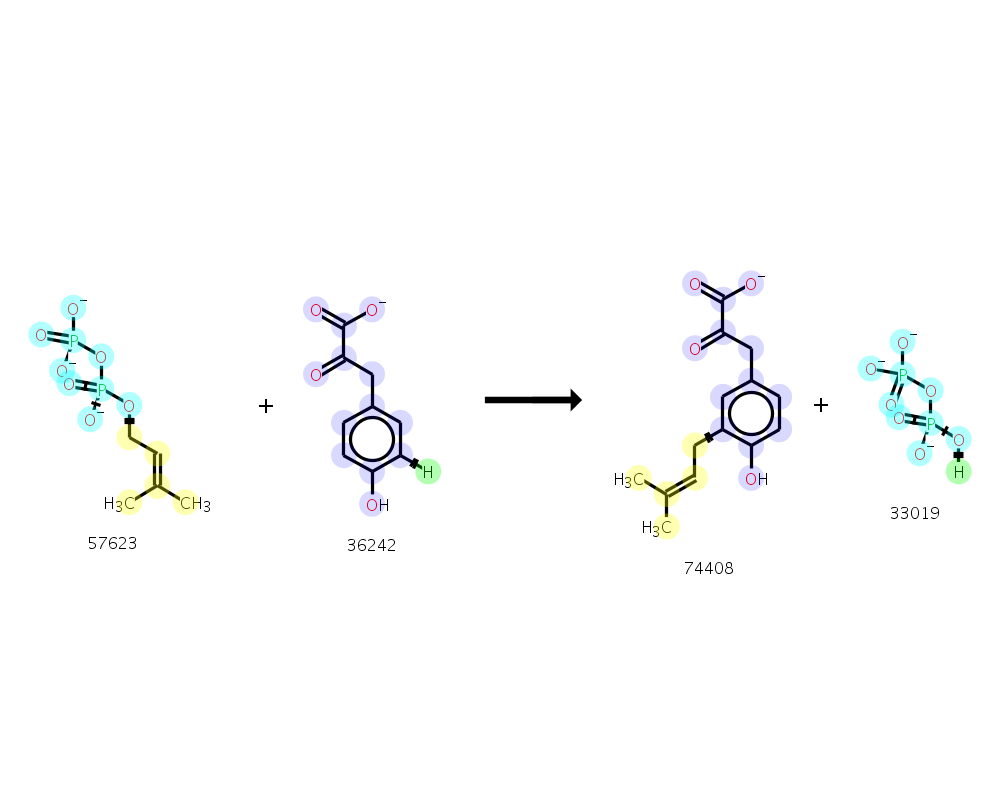 O⁻ O P O O⁻ O P O O⁻ H₃C CH₃
57623
+
O O⁻ O H OH
36242
O O⁻ O OH H₃C H₃C
74408
+
O⁻ O⁻ P O O O P O O⁻ H
33019